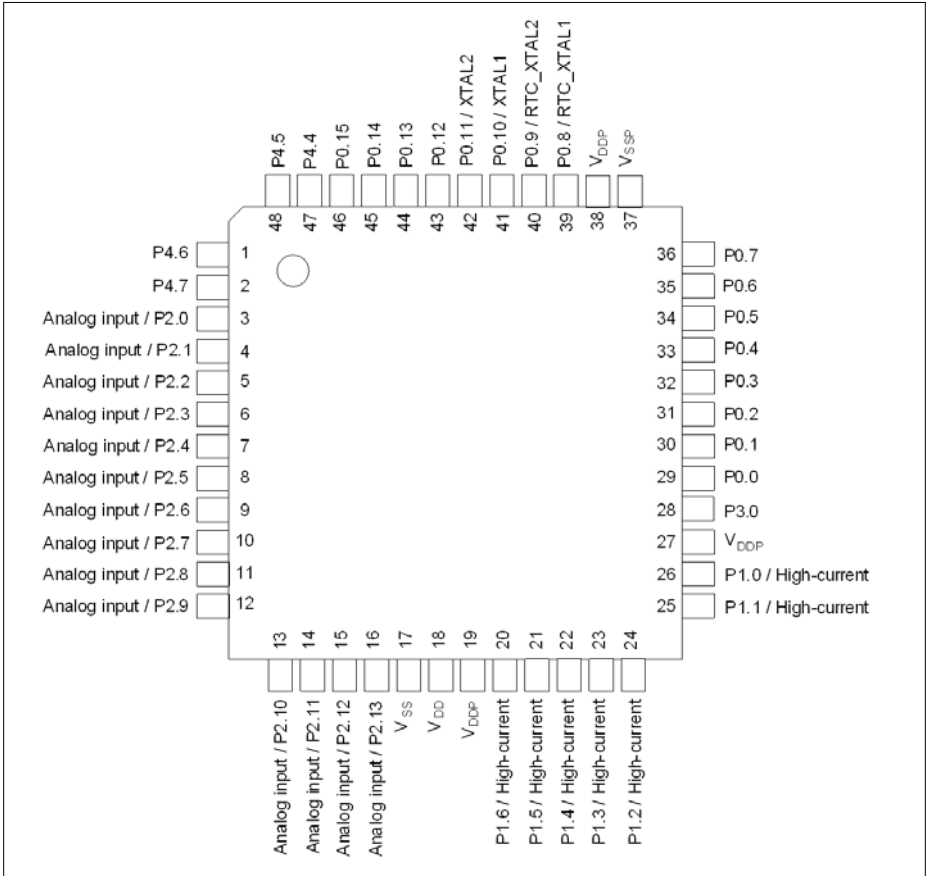 P4.5
P4.4
P0.15
P0.14
P0.13
P0.12
P0.11 / XTAL2
P0.10 / XTAL1
P0.9 / RTC_XTAL2
P0.8 / RTC_XTAL1
VDDP
VSSP
48
47
46
45
44
43
42
41
40
39
38
37
P4.6 1
P4.7 2
Analog input / P2.0 3
Analog input / P2.1 4
Analog input / P2.2 5
Analog input / P2.3 6
Analog input / P2.4 7
Analog input / P2.5 8
Analog input / P2.6 9
Analog input / P2.7 10
Analog input / P2.8 11
Analog input / P2.9 12
36 P0.7
35 P0.6
34 P0.5
33 P0.4
32 P0.3
31 P0.2
30 P0.1
29 P0.0
28 P3.0
27 VDDP
26 P1.0 / High-current
25 P1.1 / High-current
13
14
15
16
17
18
19
20
21
22
23
24
Analog input / P2.10
Analog input / P2.11
Analog input / P2.12
Analog input / P2.13
VSS
VDD
VDDP
P1.6 / High-current
P1.5 / High-current
P1.4 / High-current
P1.3 / High-current
P1.2 / High-current